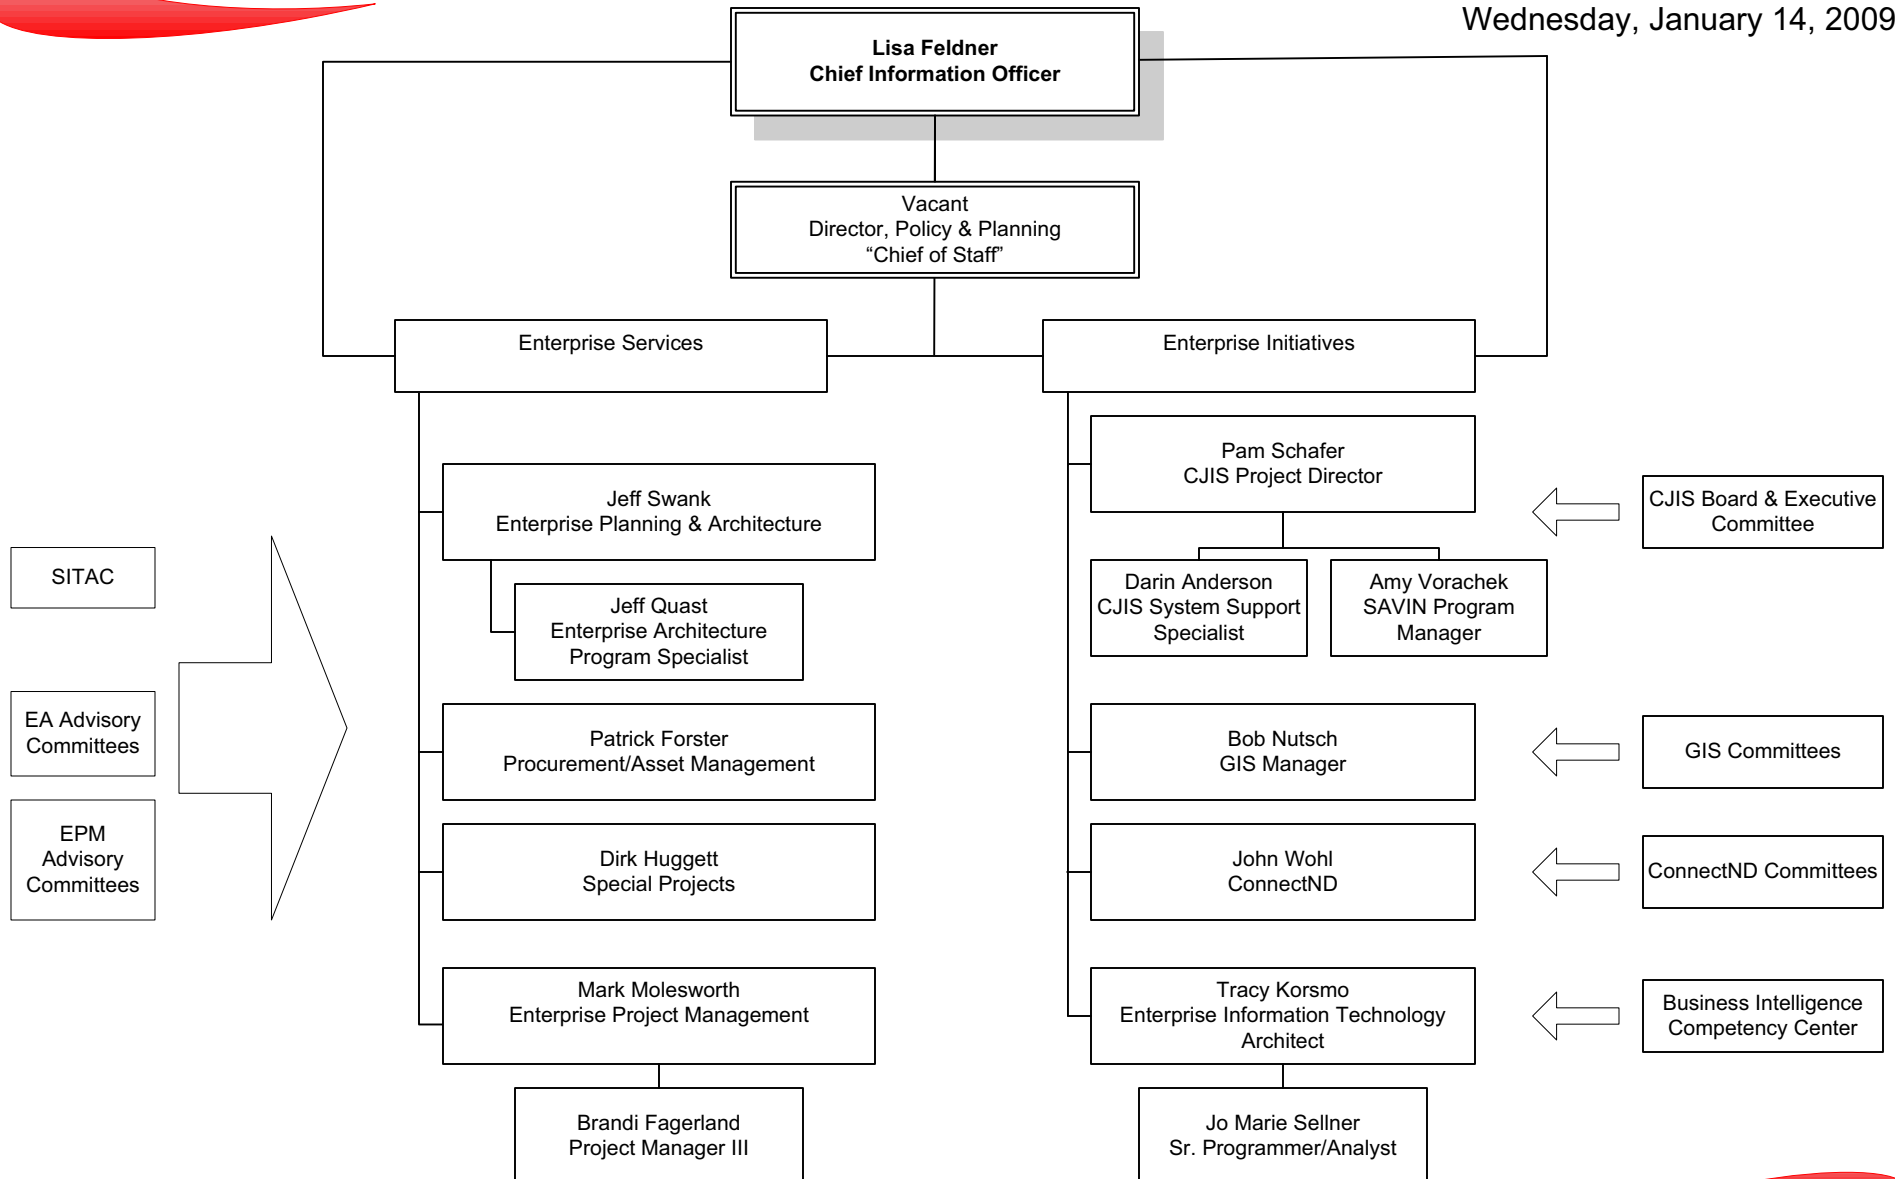 Wednesday, January 14, 2009
Lisa Feldner
Chief Information Officer
Vacant
Director, Policy & Planning
“Chief of Staff”
Enterprise Services
Enterprise Initiatives
Jeff Swank
Enterprise Planning & Architecture
Jeff Quast
Enterprise Architecture
Program Specialist
Patrick Forster
Procurement/Asset Management
Dirk Huggett
Special Projects
Mark Molesworth
Enterprise Project Management
Brandi Fagerland
Project Manager III
Pam Schafer
CJIS Project Director
Darin Anderson
CJIS System Support
Specialist
Amy Vorachek
SAVIN Program
Manager
Bob Nutsch
GIS Manager
John Wohl
ConnectND
Tracy Korsmo
Enterprise Information Technology
Architect
Jo Marie Sellner
Sr. Programmer/Analyst
SITAC
EA Advisory
Committees
EPM
Advisory
Committees
CJIS Board & Executive
Committee
GIS Committees
ConnectND Committees
Business Intelligence
Competency Center